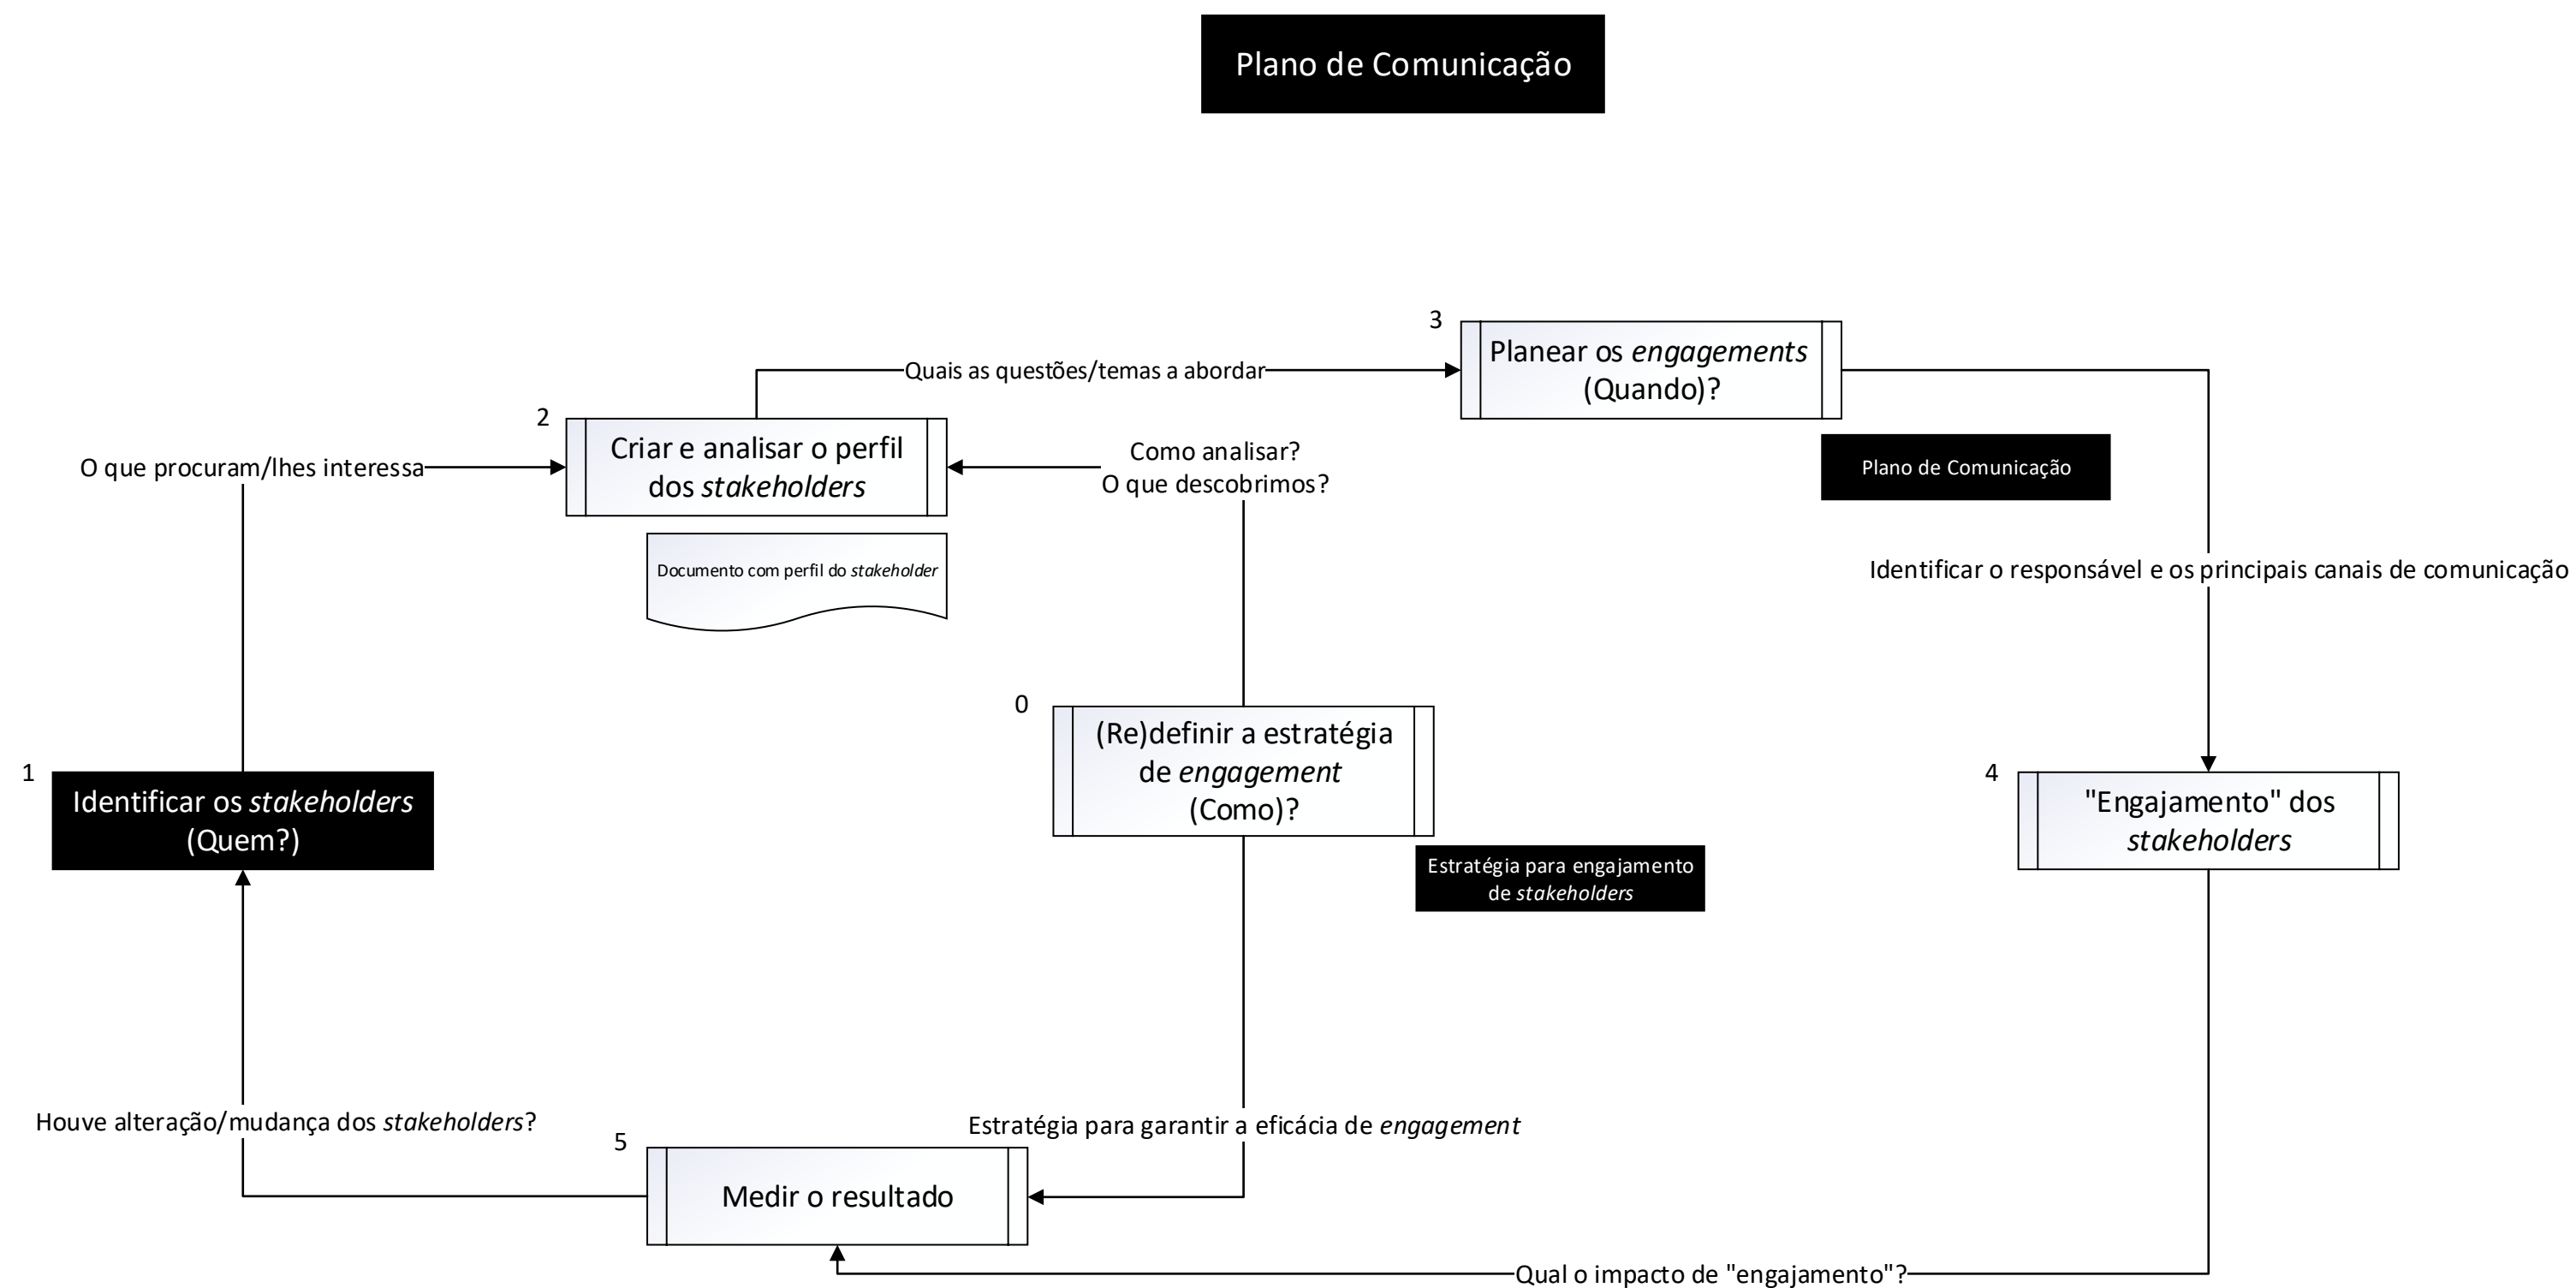 Plano de Comunicação
3
Planear os engagements
(Quando)?
Quais as questões/temas a abordar
2
Criar e analisar o perfil
dos stakeholders
Como analisar?
O que descobrimos?
O que procuram/lhes interessa
Plano de Comunicação
Documento com perfil do stakeholder
Identificar o responsável e os principais canais de comunicação
0
(Re)definir a estratégia
de engagement
(Como)?
1
Identificar os stakeholders
(Quem?)
4
"Engajamento" dos
stakeholders
Estratégia para engajamento
de stakeholders
Houve alteração/mudança dos stakeholders?
Estratégia para garantir a eficácia de engagement
5
Medir o resultado
Qual o impacto de "engajamento"?